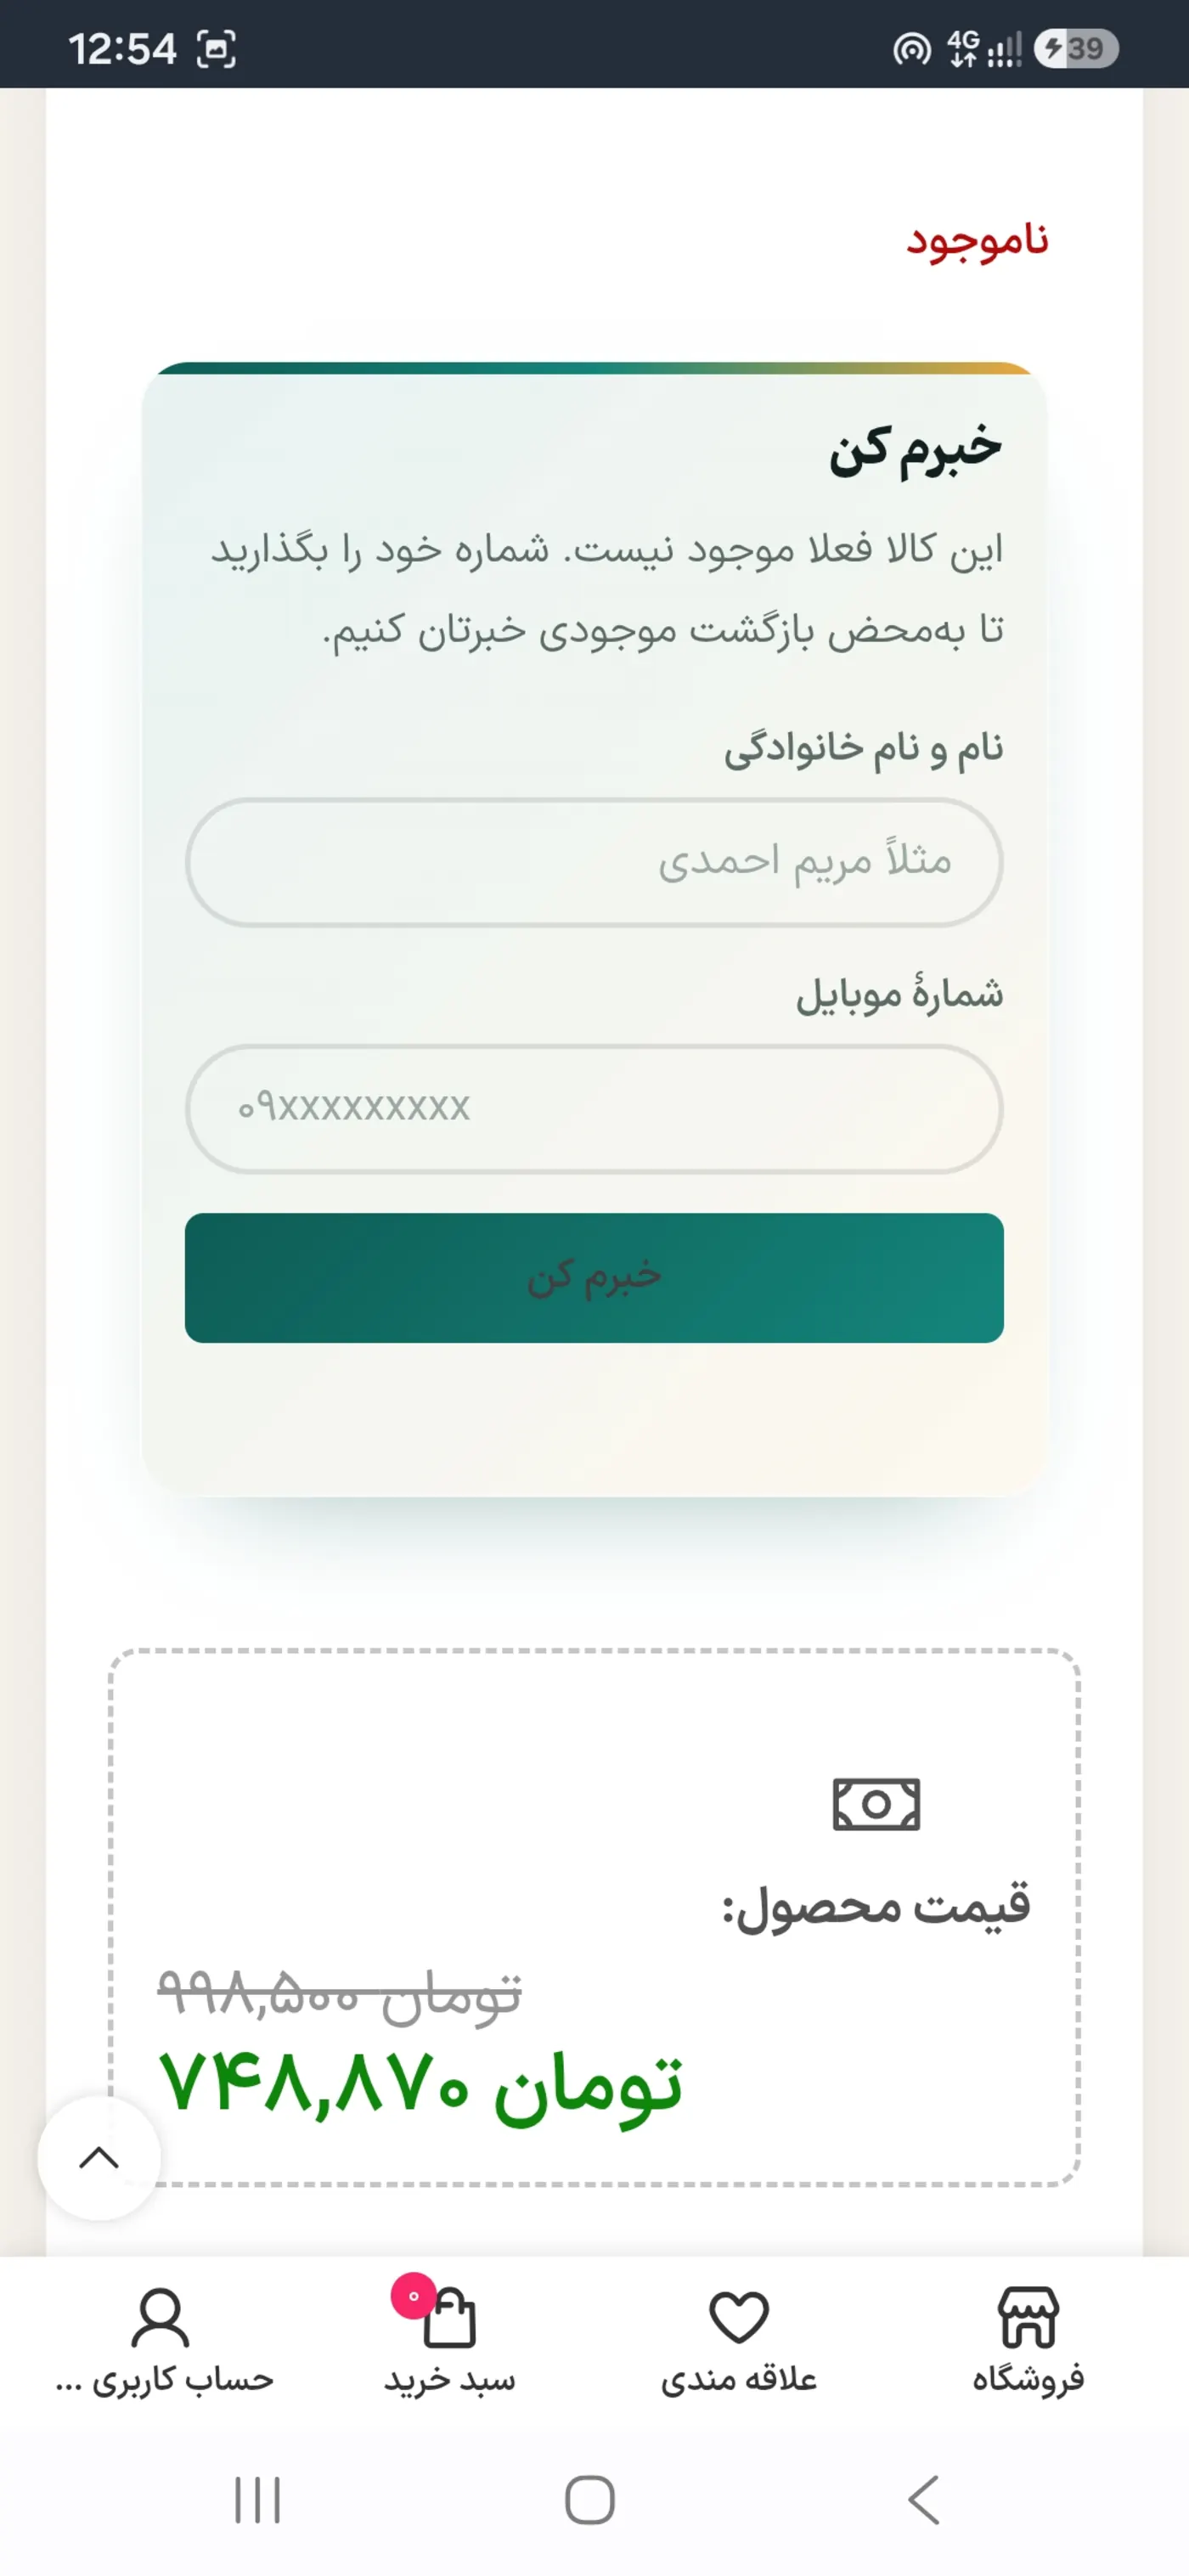 12:54
4G
39
ناموجود
خبرم کن
این کالا فعلا موجود نیست. شماره خود را بگذارید
تا به‌محض بازگشت موجودی خبرتان کنیم.
نام و نام خانوادگی
مثلاً مریم احمدی
شمارهٔ موبایل
۰۹xxxxxxxxx
خبرم کن
قیمت محصول:
۹۹۸,۵۰۰ تومان
۷۴۸,۸۷۰ تومان
فروشگاه
علاقه مندی
۰
سبد خرید
حساب کاربری ...